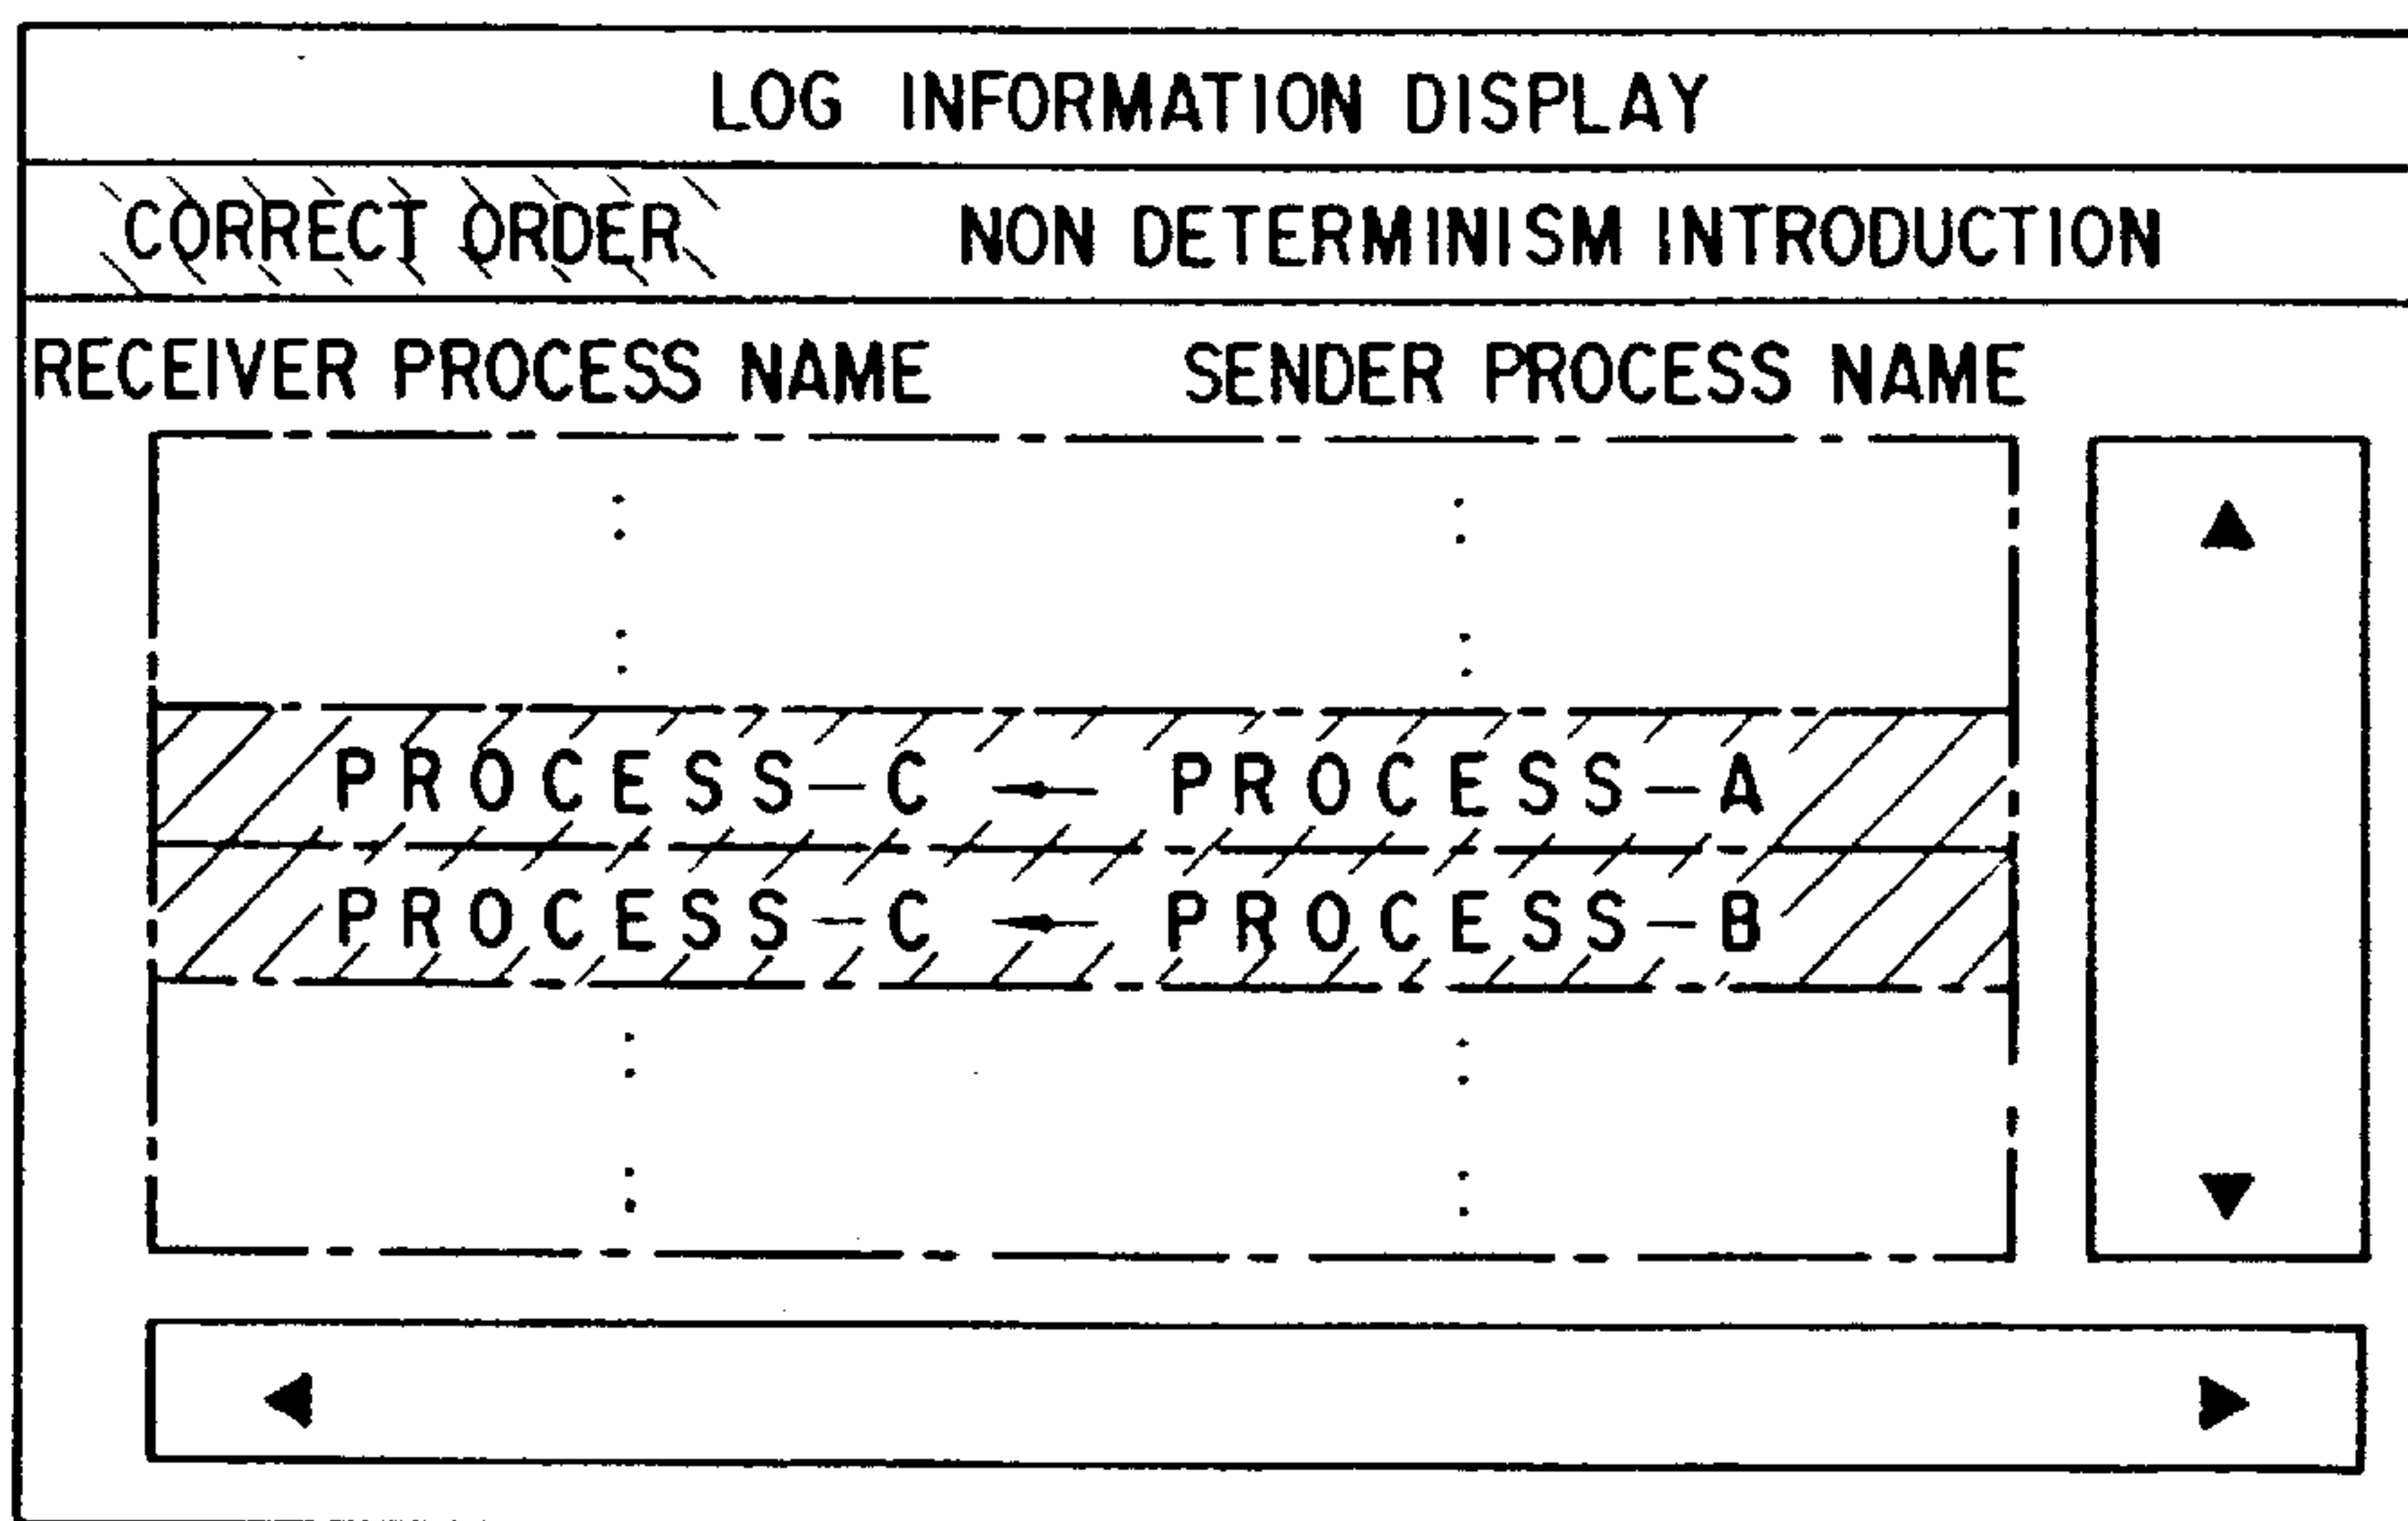 LOG INFORMATION DISPLAY
CORRECT ORDER NON DETERMINISM INTRODUCTION
RECEIVER PROCESS NAME SENDER PROCESS NAME
PROCESS-C ← PROCESS-A
PROCESS-C ← PROCESS-B